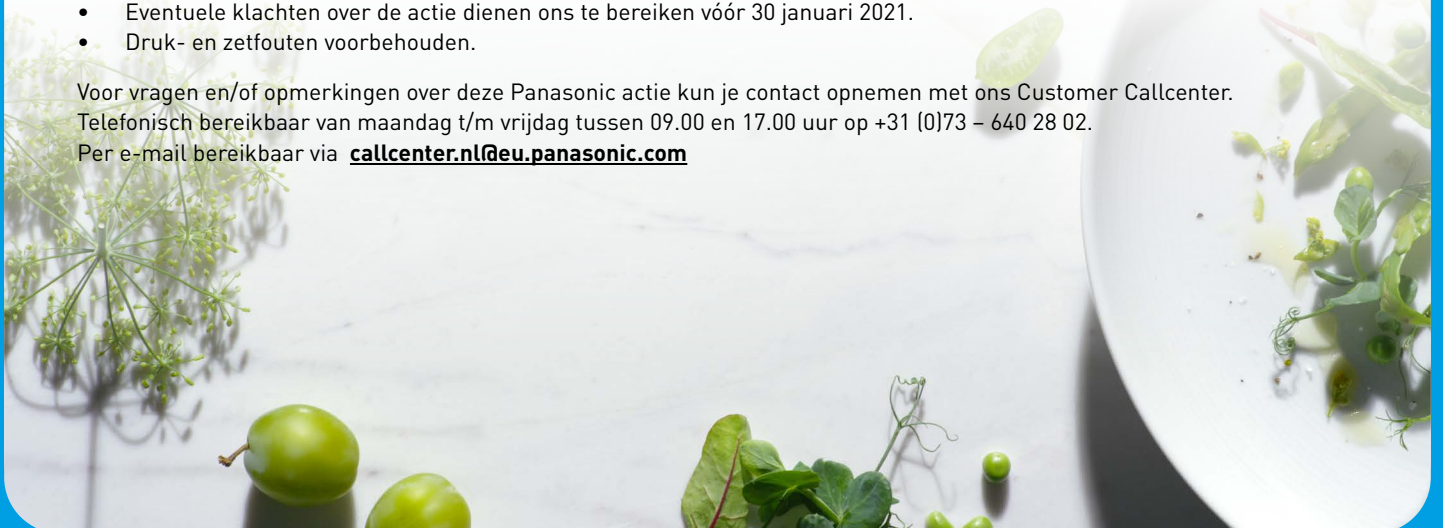 • Eventuele klachten over de actie dienen ons te bereiken vóór 30 januari 2021.
• Druk- en zetfouten voorbehouden.
Voor vragen en/of opmerkingen over deze Panasonic actie kun je contact opnemen met ons Customer Callcenter.
Telefonisch bereikbaar van maandag t/m vrijdag tussen 09.00 en 17.00 uur op +31 (0)73 – 640 28 02.
Per e-mail bereikbaar via callcenter.nl@eu.panasonic.com